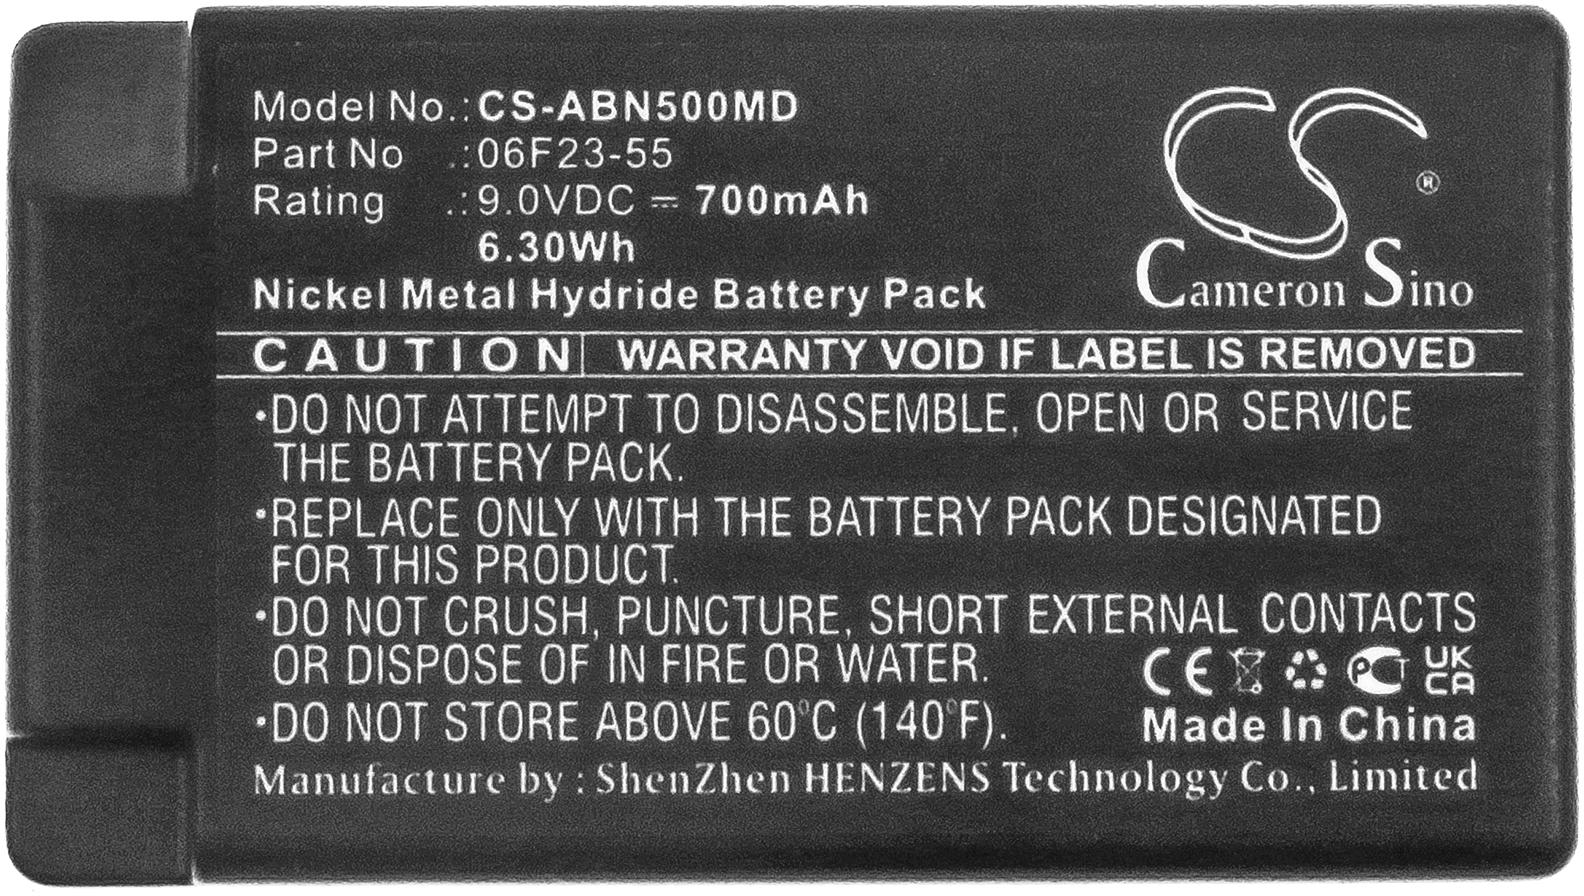 Model No.: CS-ABN500MD
Part No .: 06F23-55
Rating .: 9.0VDC ⎓ 700mAh
6.30Wh
Nickel Metal Hydride Battery Pack
CS
®
Cameron Sino
CAUTION | WARRANTY VOID IF LABEL IS REMOVED
•DO NOT ATTEMPT TO DISASSEMBLE, OPEN OR SERVICE
THE BATTERY PACK.
•REPLACE ONLY WITH THE BATTERY PACK DESIGNATED
FOR THIS PRODUCT.
•DO NOT CRUSH, PUNCTURE, SHORT EXTERNAL CONTACTS
OR DISPOSE OF IN FIRE OR WATER.
•DO NOT STORE ABOVE 60°C (140°F).
CE PC UK
CA
Made In China
Manufacture by : ShenZhen HENZENS Technology Co., Limited